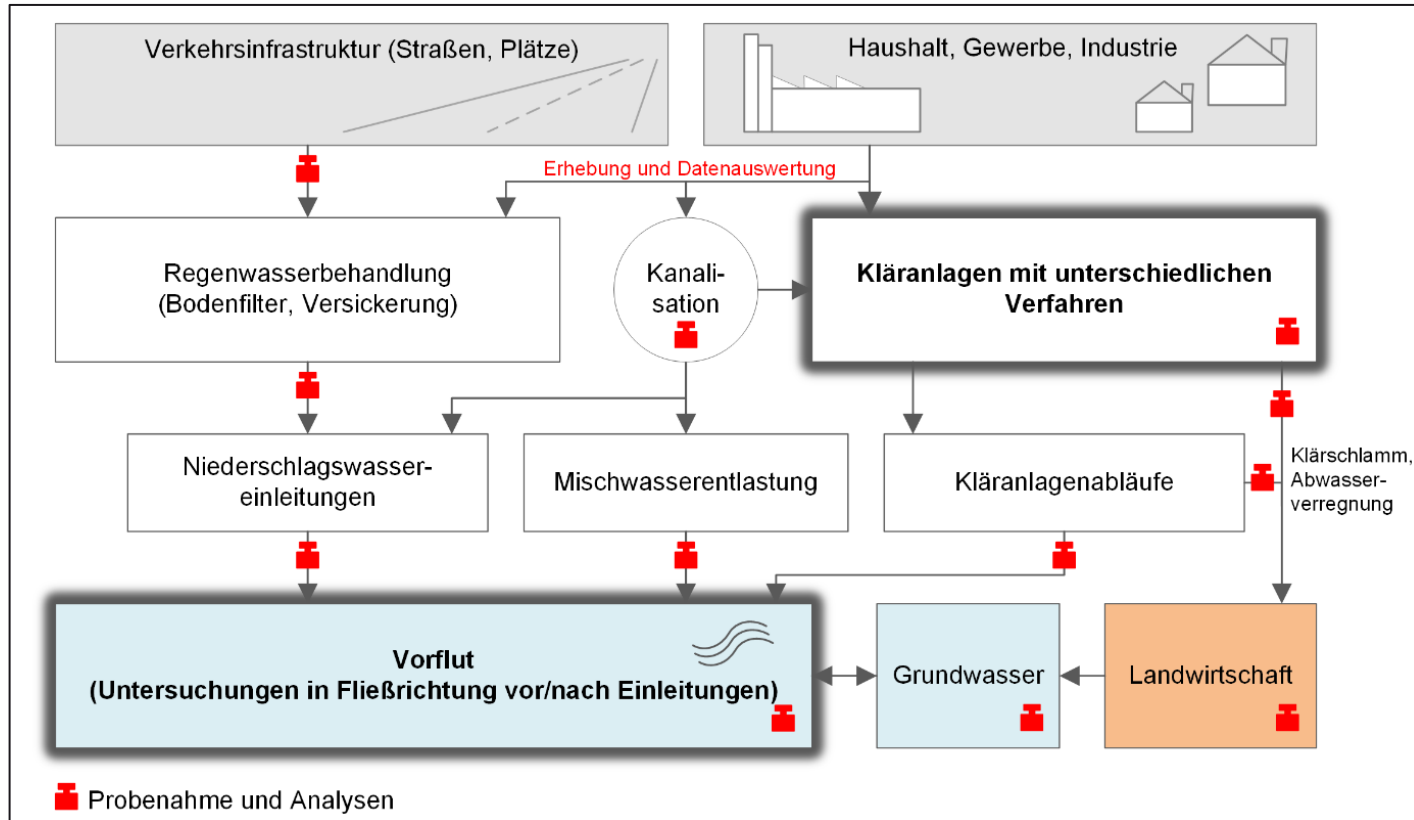 Verkehrsinfrastruktur (Straßen, Plätze)
Haushalt, Gewerbe, Industrie
Erhebung und Datenauswertung
Regenwasserbehandlung
(Bodenfilter, Versickerung)
Kanali-
sation
Kläranlagen mit unterschiedlichen
Verfahren
Niederschlagswasser-
einleitungen
Mischwasserentlastung
Kläranlagenabläufe
Klärschlamm,
Abwasser-
verregnung
Vorflut
(Untersuchungen in Fließrichtung vor/nach Einleitungen)
Grundwasser
Landwirtschaft
Probenahme und Analysen